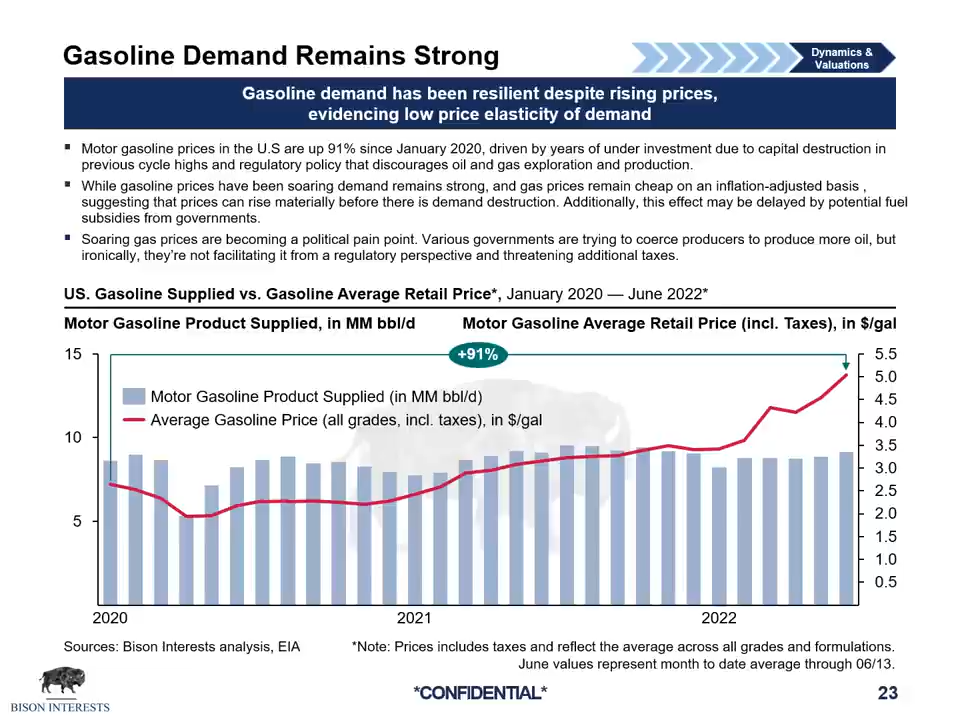 Gasoline Demand Remains Strong
Dynamics &
Valuations
Gasoline demand has been resilient despite rising prices,
evidencing low price elasticity of demand
▪ Motor gasoline prices in the U.S are up 91% since January 2020, driven by years of under investment due to capital destruction in
previous cycle highs and regulatory policy that discourages oil and gas exploration and production.
▪ While gasoline prices have been soaring demand remains strong, and gas prices remain cheap on an inflation-adjusted basis ,
suggesting that prices can rise materially before there is demand destruction. Additionally, this effect may be delayed by potential fuel
subsidies from governments.
▪ Soaring gas prices are becoming a political pain point. Various governments are trying to coerce producers to produce more oil, but
ironically, they're not facilitating it from a regulatory perspective and threatening additional taxes.
US. Gasoline Supplied vs. Gasoline Average Retail Price*, January 2020 — June 2022*
Motor Gasoline Product Supplied, in MM bbl/d
Motor Gasoline Average Retail Price (incl. Taxes), in $/gal
+91%
15
10
5
Motor Gasoline Product Supplied (in MM bbl/d)
Average Gasoline Price (all grades, incl. taxes), in $/gal
5.5
5.0
4.5
4.0
3.5
3.0
2.5
2.0
1.5
1.0
0.5
2020
2021
2022
Sources: Bison Interests analysis, EIA
*Note: Prices includes taxes and reflect the average across all grades and formulations.
June values represent month to date average through 06/13.
BISON INTERESTS
*CONFIDENTIAL*
23